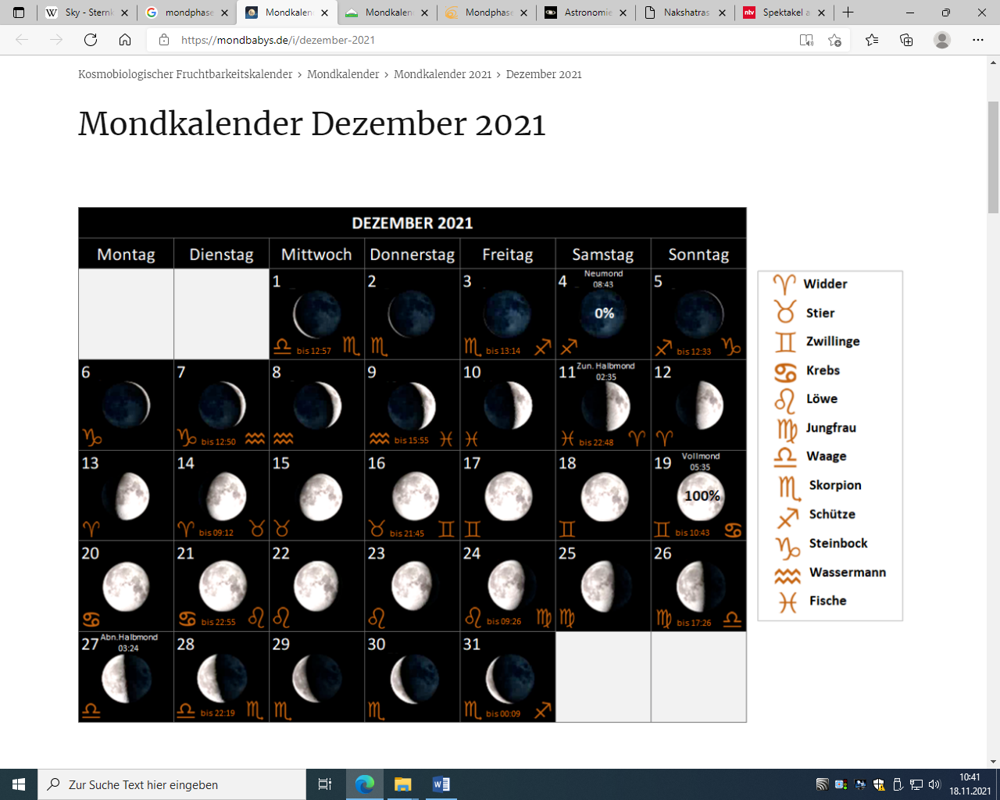 Sky - Sternk
mondphase
Mondkalen
Mondkalen
Mondphase
Astronomie
Nakshatras
ntv
Spektakel a
https://mondbabys.de/i/dezember-2021
Kosmobiologischer Fruchtbarkeitskalender > Mondkalender > Mondkalender 2021 > Dezember 2021
Mondkalender Dezember 2021
DEZEMBER 2021
Montag Dienstag Mittwoch Donnerstag Freitag Samstag Sonntag
1
bis 12:57
2
3
bis 13:14
4
Neumond
08:43
0%
5
bis 12:33
6
7
bis 12:50
8
9
bis 15:55
10
11
Zun. Halbmond
02:35
bis 22:48
12
13
14
bis 09:12
15
16
bis 21:45
17
18
19
Vollmond
05:35
100%
bis 10:43
20
21
bis 22:55
22
23
24
bis 09:26
25
26
bis 17:26
27
Abn.Halbmond
03:24
28
bis 22:19
29
30
31
bis 00:09
Widder
Stier
Zwillinge
Krebs
Löwe
Jungfrau
Waage
Skorpion
Schütze
Steinbock
Wassermann
Fische
Zur Suche Text hier eingeben
10:41
18.11.2021